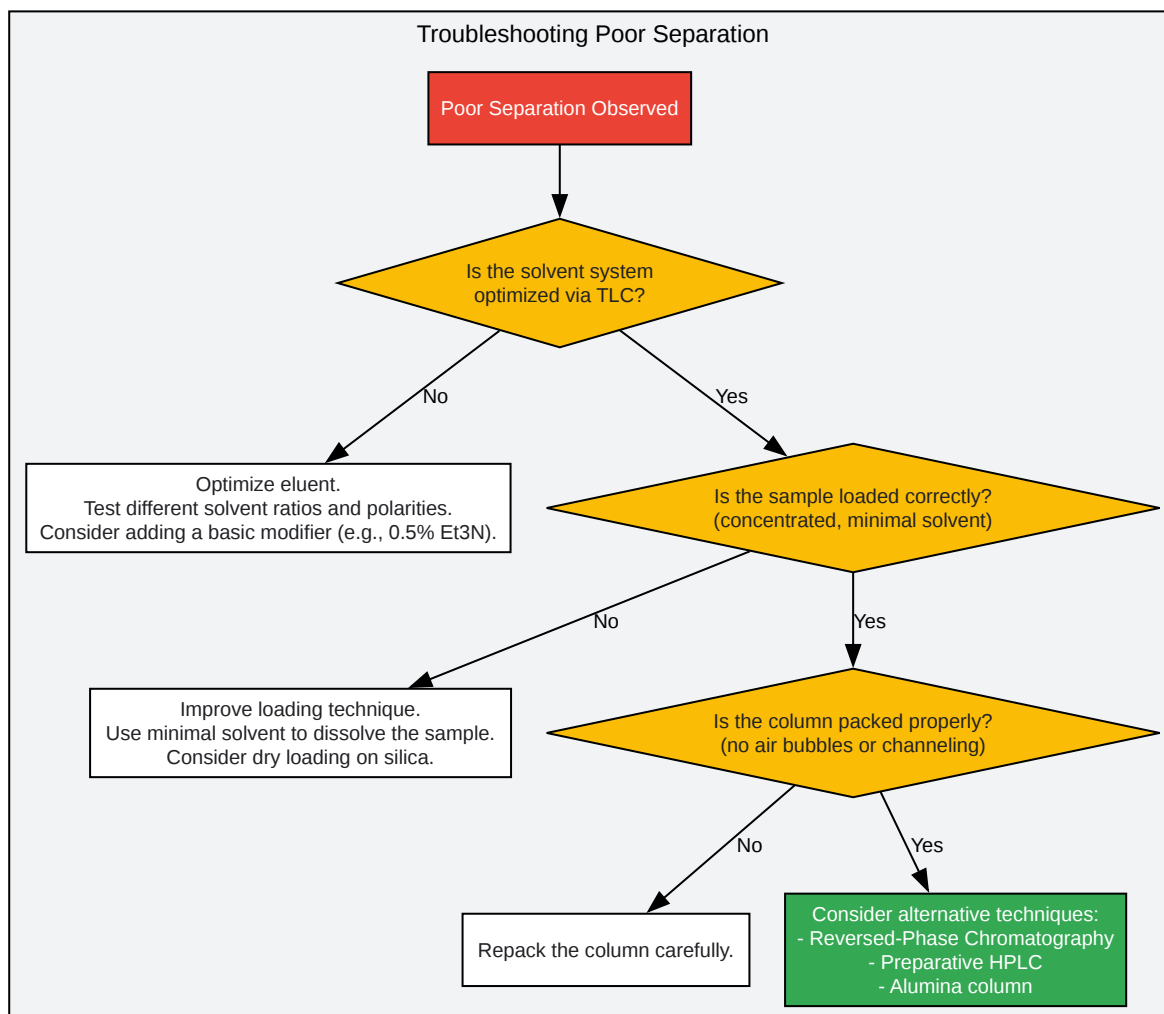 Troubleshooting Poor Separation
Poor Separation Observed
Is the solvent system
optimized via TLC?
No
Yes
Optimize eluent.
Test different solvent ratios and polarities.
Consider adding a basic modifier (e.g., 0.5% Et3N).
Is the sample loaded correctly?
(concentrated, minimal solvent)
No
Yes
Improve loading technique.
Use minimal solvent to dissolve the sample.
Consider dry loading on silica.
Is the column packed properly?
(no air bubbles or channeling)
No
Yes
Repack the column carefully.
Consider alternative techniques:
- Reversed-Phase Chromatography
- Preparative HPLC
- Alumina column